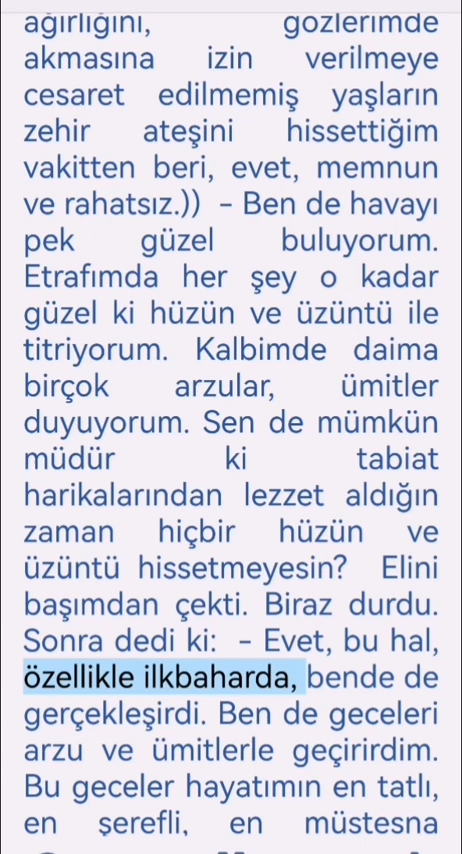 ağırlığını, gözlerimde
akmasına izin verilmeye
cesaret edilmemiş yaşların
zehir ateşini hissettiğim
vakitten beri, evet, memnun
ve rahatsız.)) – Ben de havayı
pek güzel buluyorum.
Etrafımda her şey o kadar
güzel ki hüzün ve üzüntü ile
titriyorum. Kalbimde daima
birçok arzular, ümitler
duyuyorum. Sen de mümkün
müdür ki tabiat
harikalarından lezzet aldığın
zaman hiçbir hüzün ve
üzüntü hissetmeyesin? Elini
başımdan çekti. Biraz durdu.
Sonra dedi ki: – Evet, bu hal,
özellikle ilkbaharda, bende de
gerçekleşirdi. Ben de geceleri
arzu ve ümitlerle geçirirdim.
Bu geceler hayatımın en tatlı,
en şerefli, en müstesna